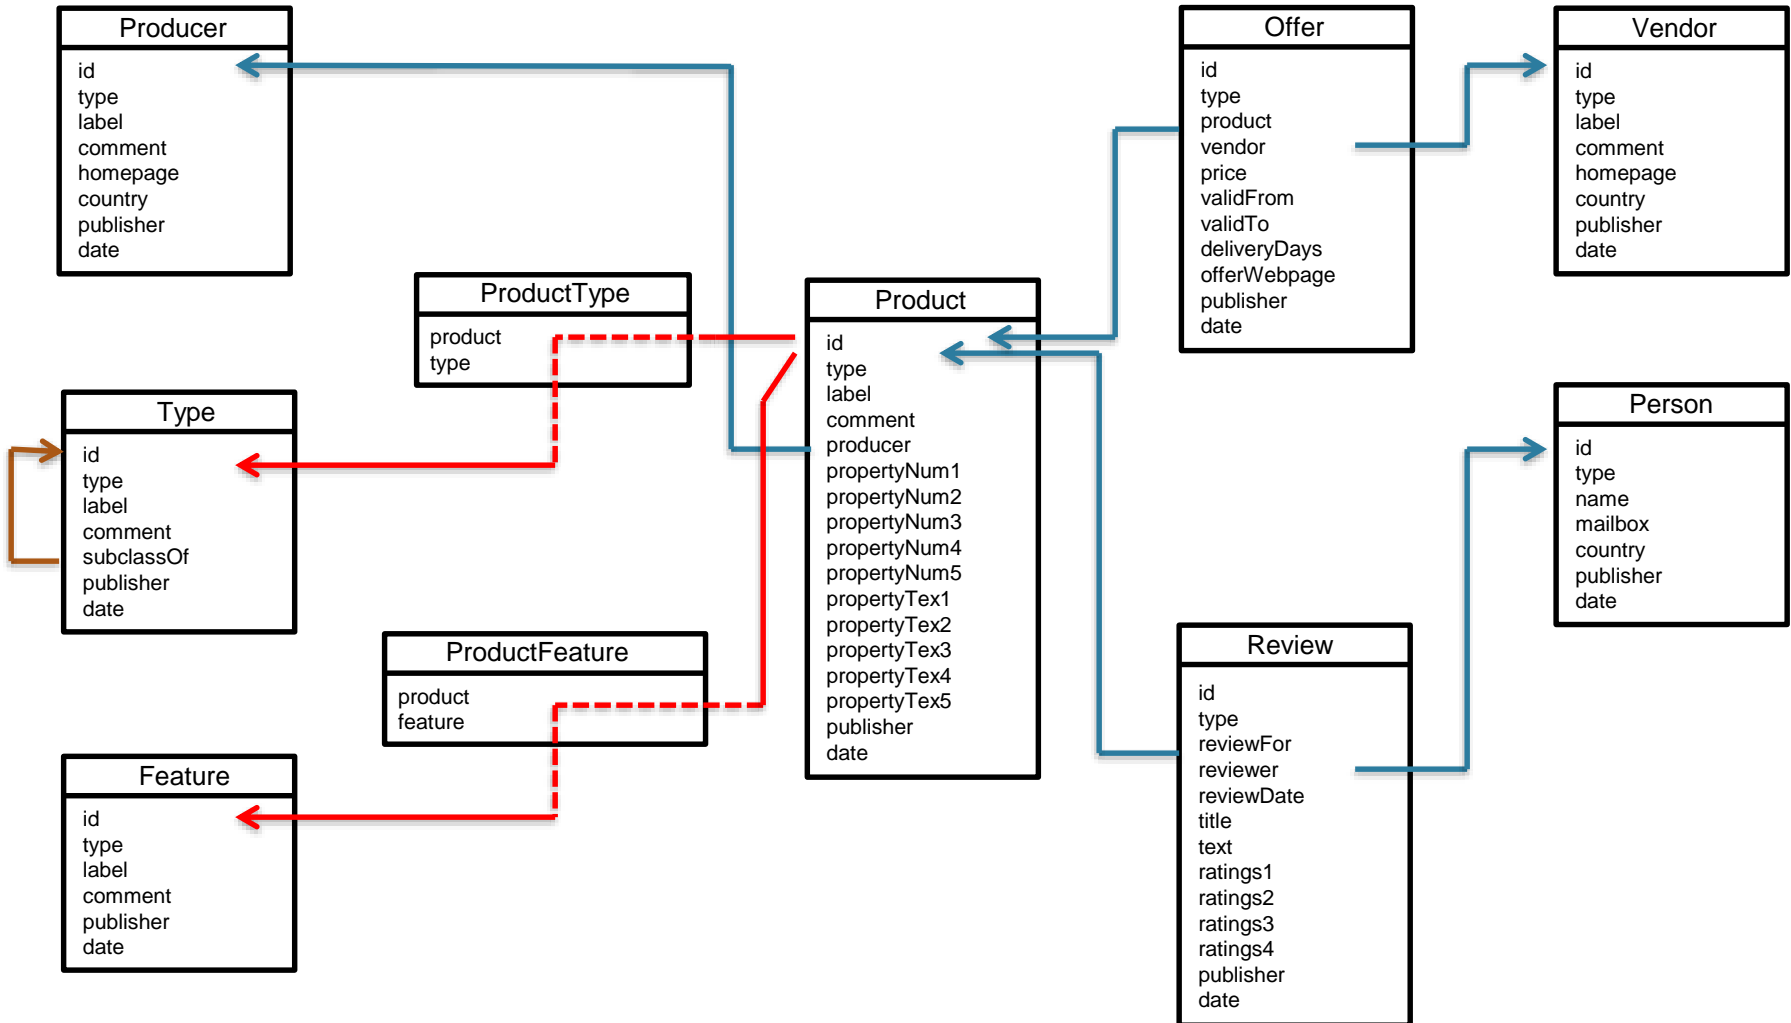 Producer
id
type
label
comment
homepage
country
publisher
date
ProductType
product
type
Type
id
type
label
comment
subclassOf
publisher
date
ProductFeature
product
feature
Feature
id
type
label
comment
publisher
date
Product
id
type
label
comment
producer
propertyNum1
propertyNum2
propertyNum3
propertyNum4
propertyNum5
propertyTex1
propertyTex2
propertyTex3
propertyTex4
propertyTex5
publisher
date
Offer
id
type
product
vendor
price
validFrom
validTo
deliveryDays
offerWebpage
publisher
date
Vendor
id
type
label
comment
homepage
country
publisher
date
Person
id
type
name
mailbox
country
publisher
date
Review
id
type
reviewFor
reviewer
reviewDate
title
text
ratings1
ratings2
ratings3
ratings4
publisher
date